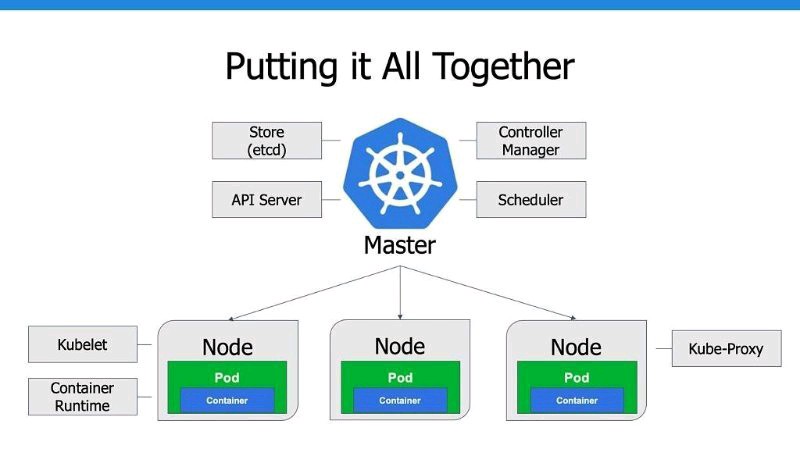 Putting it All Together
Store
(etcd)
Controller
Manager
API Server
Scheduler
Master
Kubelet
Container
Runtime
Node
Pod
Container
Node
Pod
Container
Node
Pod
Container
Kube-Proxy